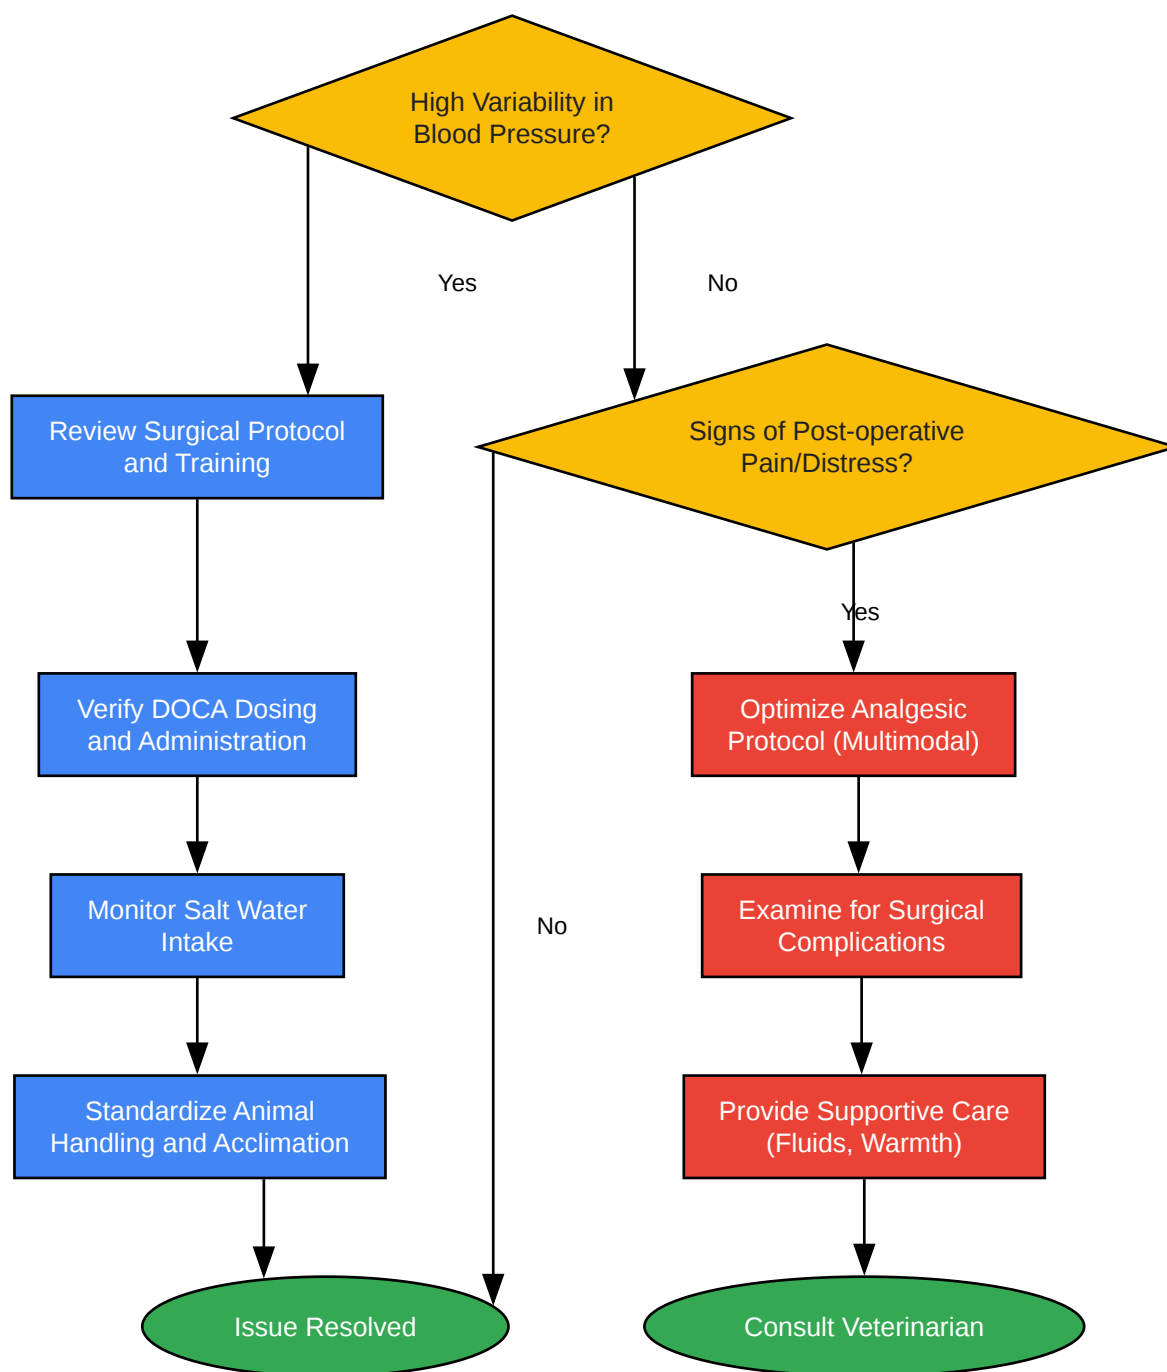 High Variability in
Blood Pressure?
Yes
No
Review Surgical Protocol
and Training
Signs of Post-operative
Pain/Distress?
Yes
Verify DOCA Dosing
and Administration
Optimize Analgesic
Protocol (Multimodal)
Monitor Salt Water
Intake
No
Examine for Surgical
Complications
Standardize Animal
Handling and Acclimation
Provide Supportive Care
(Fluids, Warmth)
Issue Resolved
Consult Veterinarian